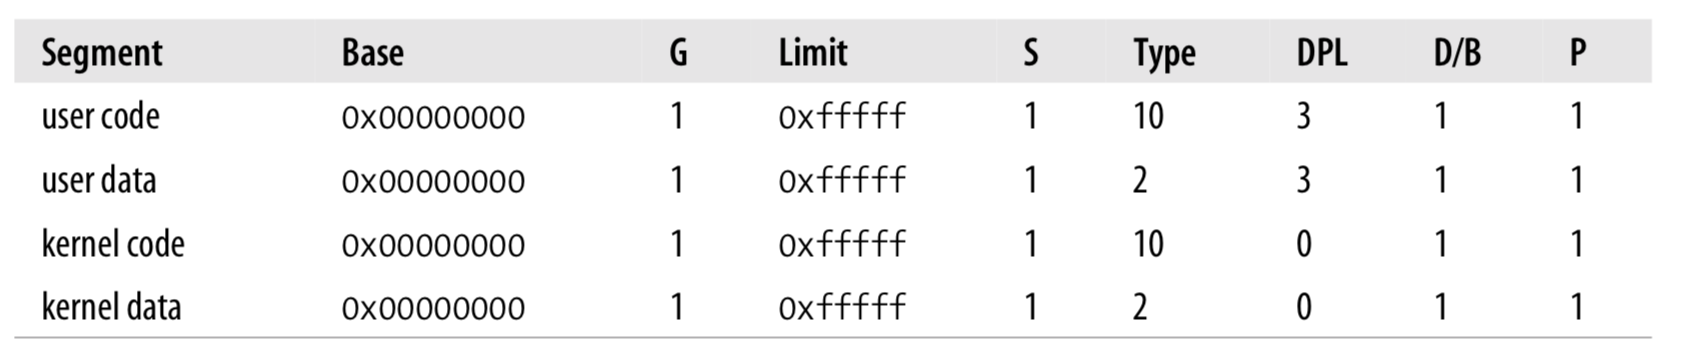 Segment Base G Limit S Type DPL D/B P
user code 0x00000000 1 0xfffff 1 10 3 1 1
user data 0x00000000 1 0xfffff 1 2 3 1 1
kernel code 0x00000000 1 0xfffff 1 10 0 1 1
kernel data 0x00000000 1 0xfffff 1 2 0 1 1